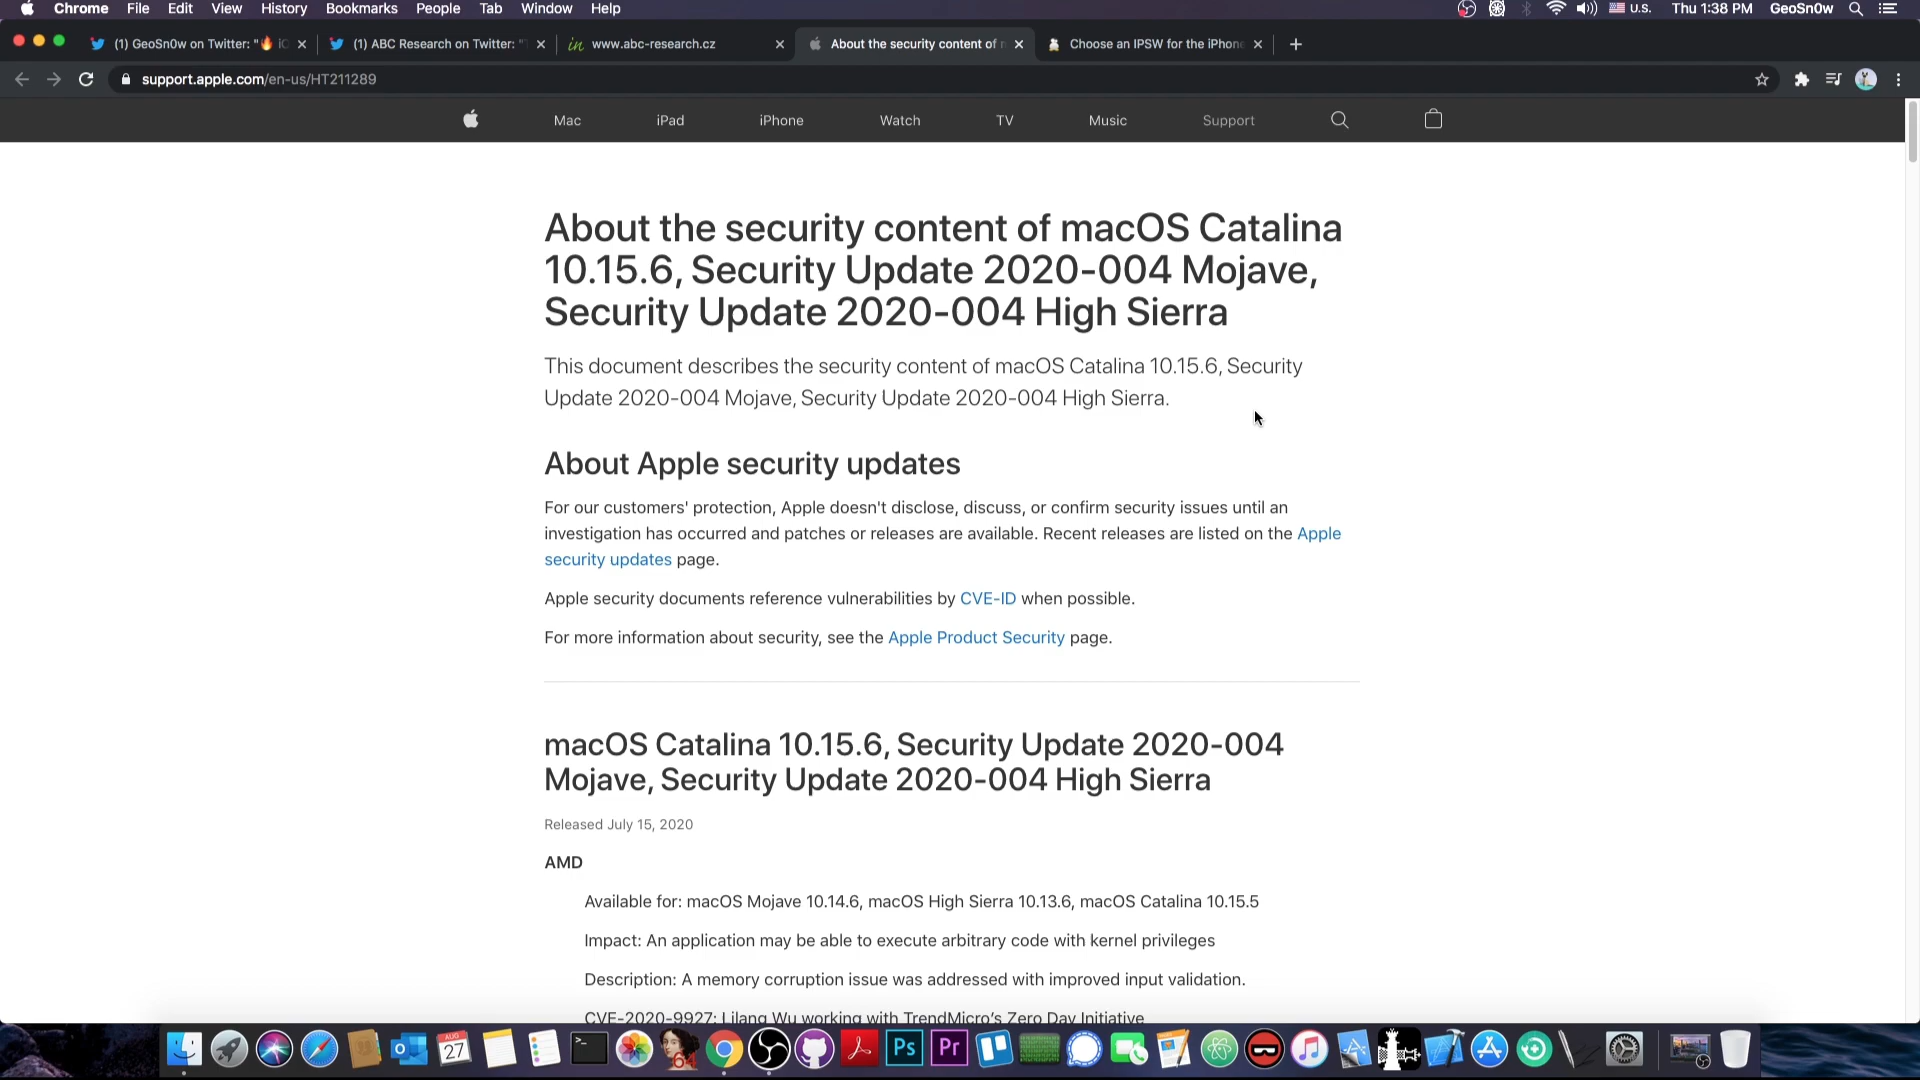 Chrome File Edit View History Bookmarks People Tab Window Help U.S. Thu 1:38 PM GeoSn0w
(1) GeoSn0w on Twitter: "🔥 iO (1) ABC Research on Twitter: "T www.abc-research.cz About the security content of Choose an IPSW for the iPhone
support.apple.com/en-us/HT211289
Mac iPad iPhone Watch TV Music Support
About the security content of macOS Catalina
10.15.6, Security Update 2020-004 Mojave,
Security Update 2020-004 High Sierra
This document describes the security content of macOS Catalina 10.15.6, Security
Update 2020-004 Mojave, Security Update 2020-004 High Sierra.
About Apple security updates
For our customers' protection, Apple doesn't disclose, discuss, or confirm security issues until an
investigation has occurred and patches or releases are available. Recent releases are listed on the Apple
security updates page.
Apple security documents reference vulnerabilities by CVE-ID when possible.
For more information about security, see the Apple Product Security page.
macOS Catalina 10.15.6, Security Update 2020-004
Mojave, Security Update 2020-004 High Sierra
Released July 15, 2020
AMD
Available for: macOS Mojave 10.14.6, macOS High Sierra 10.13.6, macOS Catalina 10.15.5
Impact: An application may be able to execute arbitrary code with kernel privileges
Description: A memory corruption issue was addressed with improved input validation.
CVE-2020-9927: Lilang Wu working with TrendMicro's Zero Day Initiative
AUG
27
64
Ps
Pr